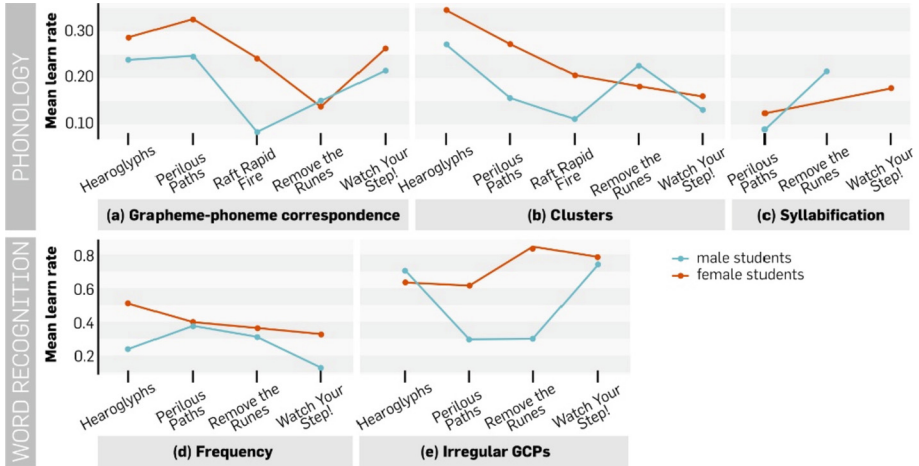 PHONOLOGY
Mean learn rate
0.30
0.20
0.10
Hearoglyphs
Perilous
Paths
Raft Rapid
Fire
Remove the
Runes
Watch Your
Step!
(a) Grapheme-phoneme correspondence
Hearoglyphs
Perilous
Paths
Raft Rapid
Fire
Remove the
Runes
Watch Your
Step!
(b) Clusters
Perilous
Paths
Remove the
Runes
Watch Your
Step!
(c) Syllabification
WORD RECOGNITION
Mean learn rate
0.8
0.6
0.4
0.2
Hearoglyphs
Perilous
Paths
Remove the
Runes
Watch Your
Step!
(d) Frequency
Hearoglyphs
Perilous
Paths
Remove the
Runes
Watch Your
Step!
(e) Irregular GCPs
male students
female students